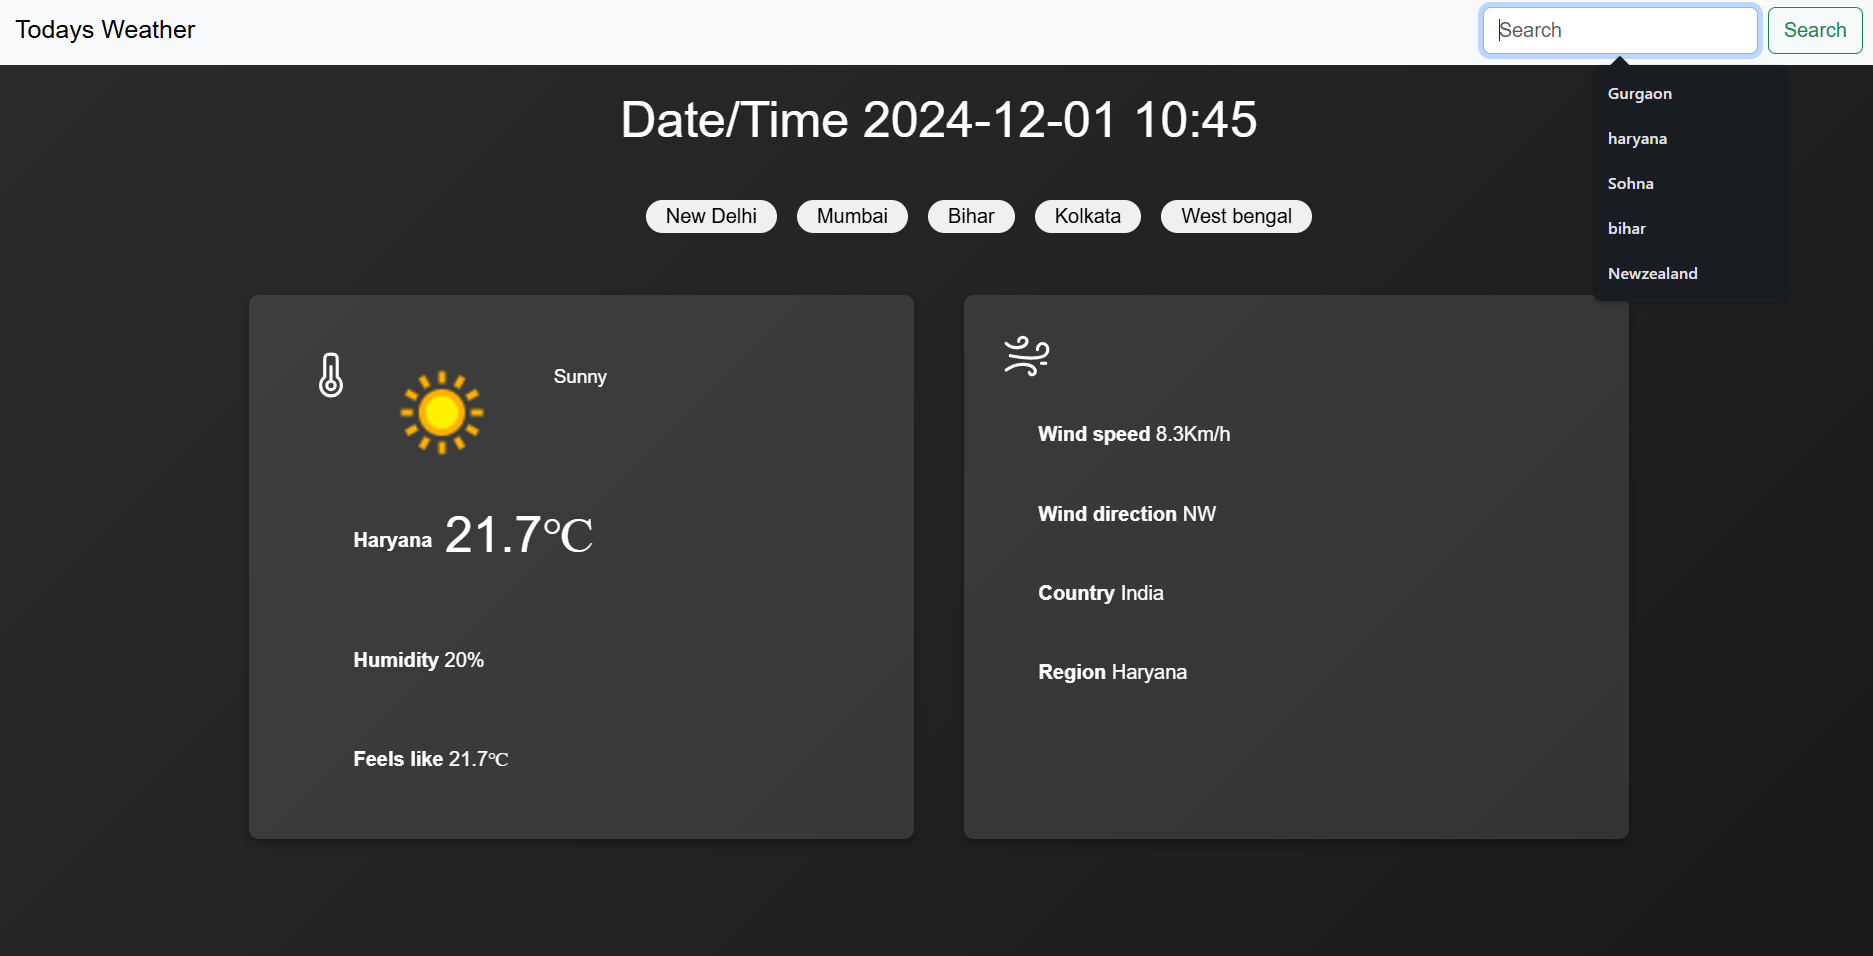 Todays Weather
Search
Search
Gurgaon
haryana
Sohna
bihar
Newzealand
Date/Time 2024-12-01 10:45
New Delhi
Mumbai
Bihar
Kolkata
West bengal
Sunny
Haryana 21.7℃
Humidity 20%
Feels like 21.7℃
Wind speed 8.3Km/h
Wind direction NW
Country India
Region Haryana